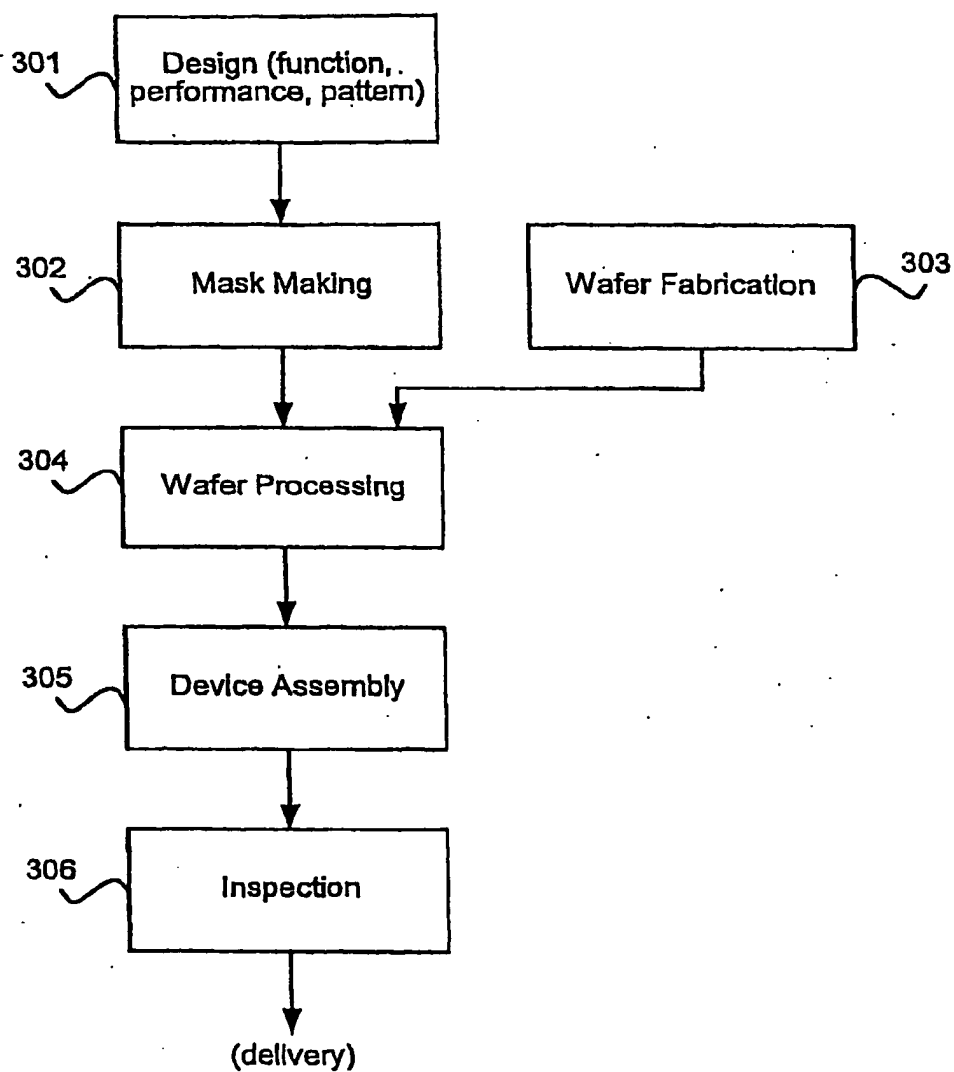 301
Design (function,
performance, pattern)
302
Mask Making
Wafer Fabrication
303
304
Wafer Processing
305
Device Assembly
306
Inspection
(delivery)